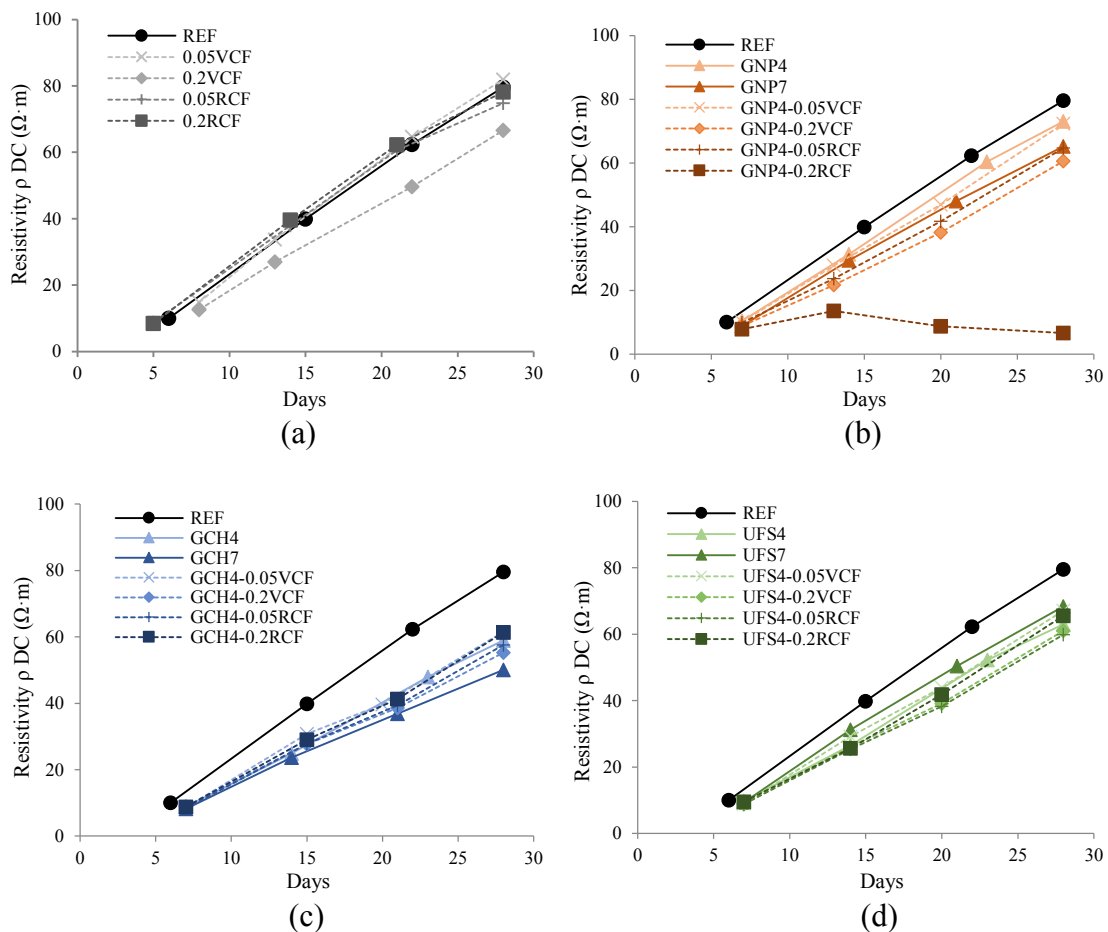 Resistivity ρ DC (Ω·m)
100
80
60
40
20
0
REF
0.05VCF
0.2VCF
0.05RCF
0.2RCF
0 5 10 15 20 25 30
Days
(a)
Resistivity ρ DC (Ω·m)
100
80
60
40
20
0
REF
GNP4
GNP7
GNP4-0.05VCF
GNP4-0.2VCF
GNP4-0.05RCF
GNP4-0.2RCF
0 5 10 15 20 25 30
Days
(b)
Resistivity ρ DC (Ω·m)
100
80
60
40
20
0
REF
GCH4
GCH7
GCH4-0.05VCF
GCH4-0.2VCF
GCH4-0.05RCF
GCH4-0.2RCF
0 5 10 15 20 25 30
Days
(c)
Resistivity ρ DC (Ω·m)
100
80
60
40
20
0
REF
UFS4
UFS7
UFS4-0.05VCF
UFS4-0.2VCF
UFS4-0.05RCF
UFS4-0.2RCF
0 5 10 15 20 25 30
Days
(d)